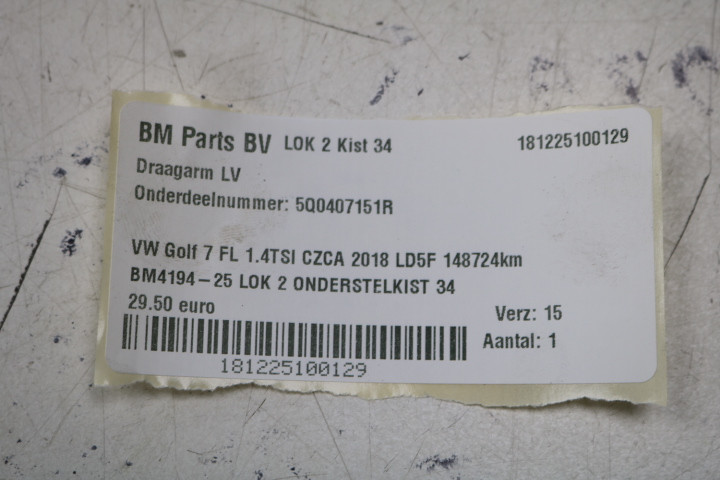 BM Parts BV LOK 2 Kist 34 181225100129
Draagarm LV
Onderdeelnummer: 5Q0407151R
VW Golf 7 FL 1.4TSI CZCA 2018 LD5F 148724km
BM4194-25 LOK 2 ONDERSTELKIST 34
29.50 euro Verz: 15
Aantal: 1
181225100129